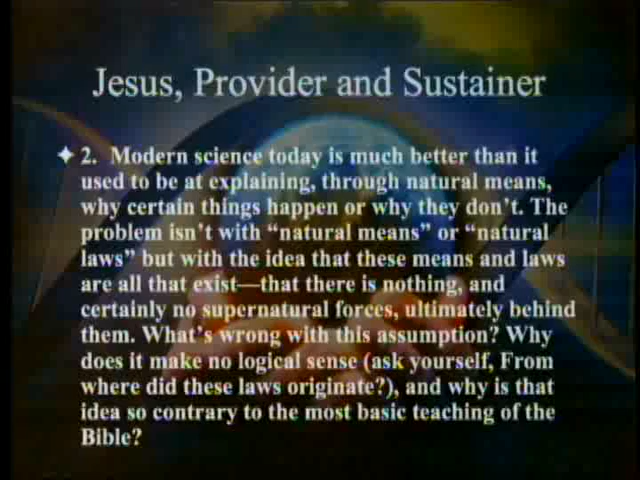 Jesus, Provider and Sustainer
2. Modern science today is much better than it
used to be at explaining, through natural means,
why certain things happen or why they don't. The
problem isn't with “natural means” or “natural
laws” but with the idea that these means and laws
are all that exist—that there is nothing, and
certainly no supernatural forces, ultimately behind
them. What's wrong with this assumption? Why
does it make no logical sense (ask yourself, From
where did these laws originate?), and why is that
idea so contrary to the most basic teaching of the
Bible?